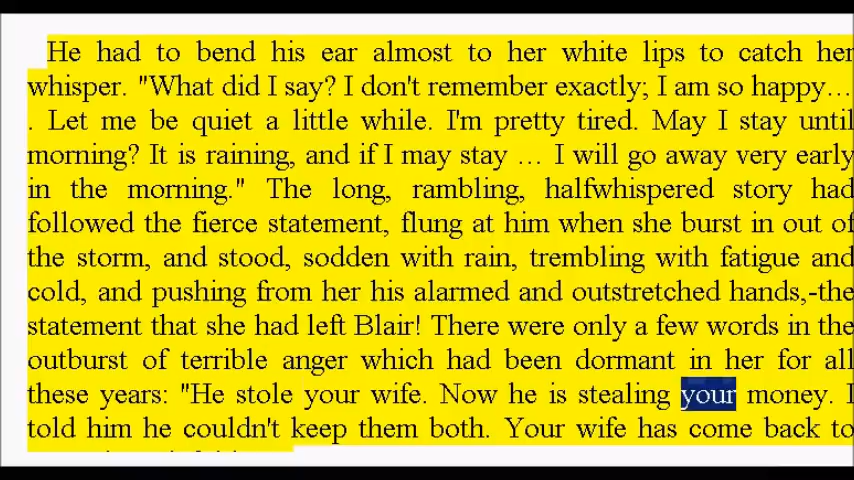 He had to bend his ear almost to her white lips to catch her
whisper. "What did I say? I don't remember exactly; I am so happy…
. Let me be quiet a little while. I'm pretty tired. May I stay until
morning? It is raining, and if I may stay … I will go away very early
in the morning." The long, rambling, halfwhispered story had
followed the fierce statement, flung at him when she burst in out of
the storm, and stood, sodden with rain, trembling with fatigue and
cold, and pushing from her his alarmed and outstretched hands,-the
statement that she had left Blair! There were only a few words in the
outburst of terrible anger which had been dormant in her for all
these years: "He stole your wife. Now he is stealing your money. I
told him he couldn't keep them both. Your wife has come back to